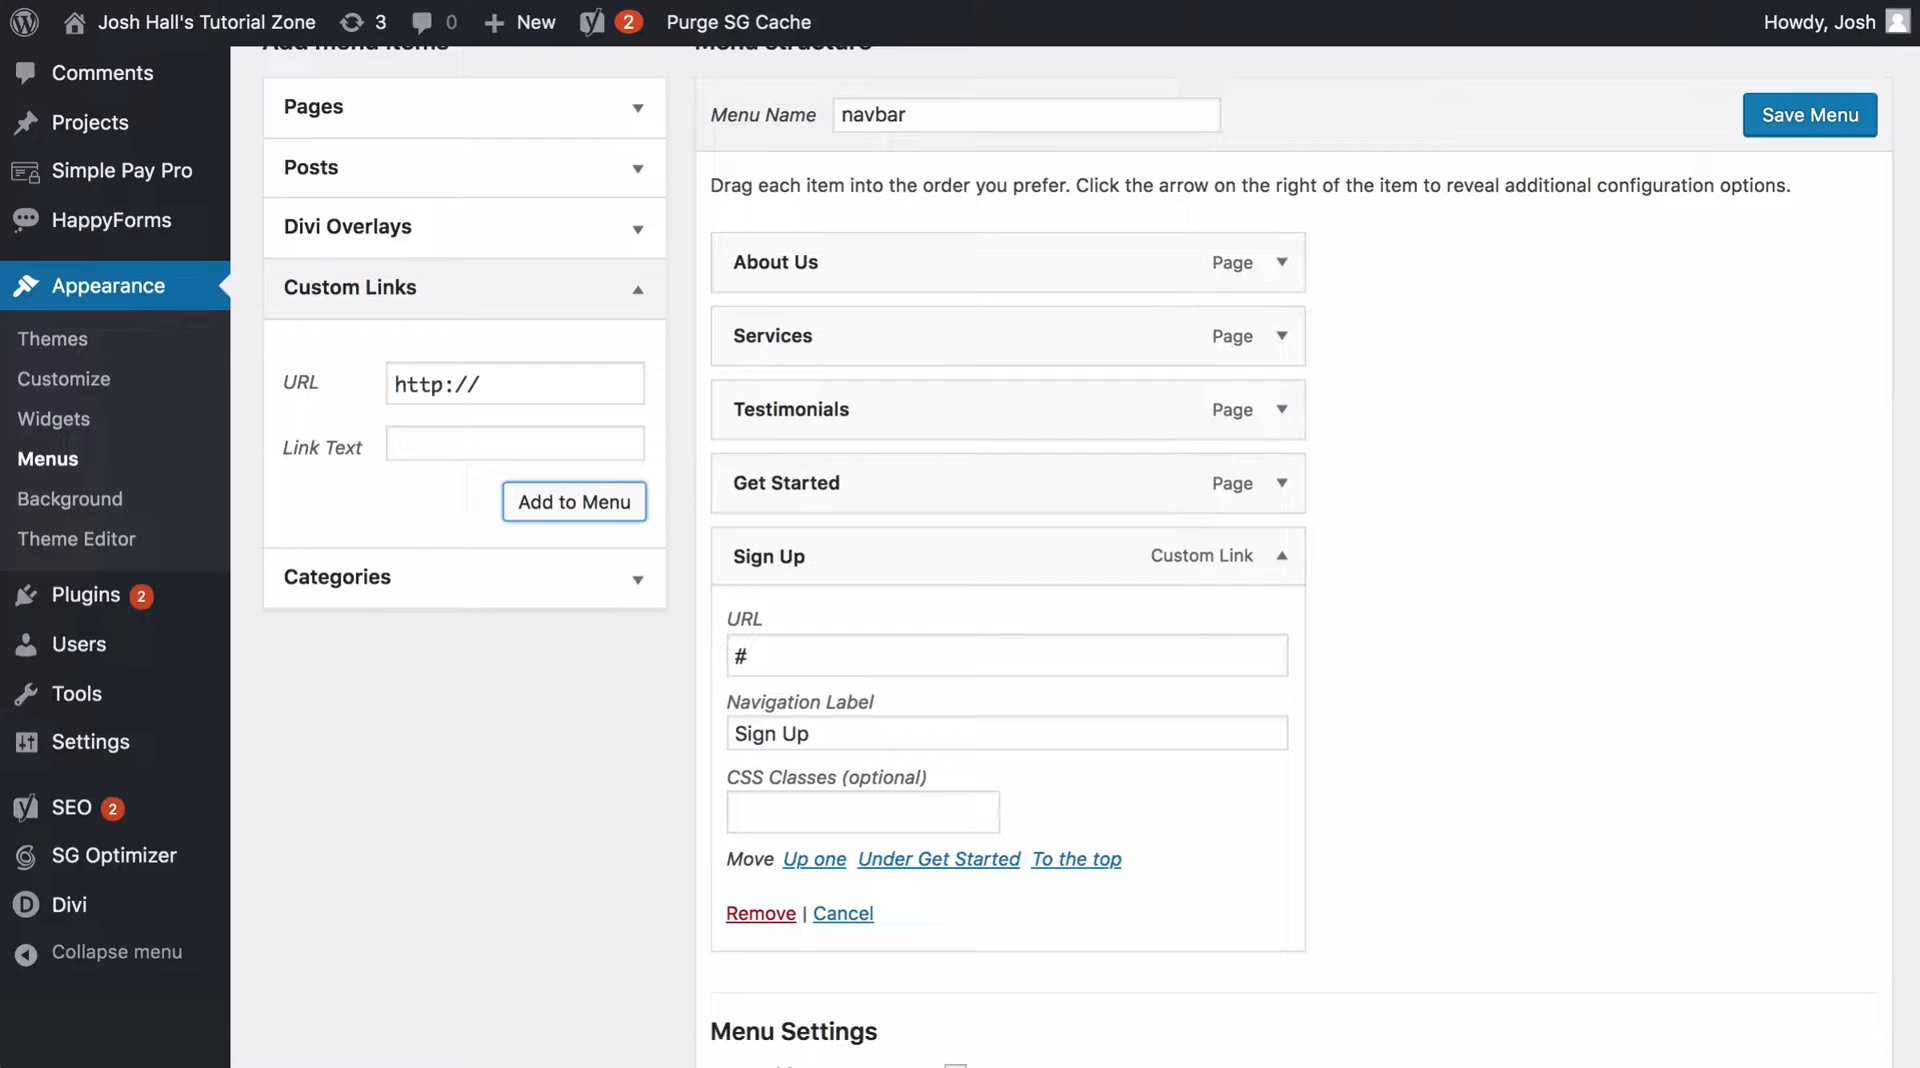 Josh Hall's Tutorial Zone 3 0 New 2 Purge SG Cache Howdy, Josh
Comments
Projects
Simple Pay Pro
HappyForms
Appearance
Themes
Customize
Widgets
Menus
Background
Theme Editor
Plugins 2
Users
Tools
Settings
SEO 2
SG Optimizer
Divi
Collapse menu
Add menu items
Pages
Posts
Divi Overlays
Custom Links
URL http://
Link Text
Add to Menu
Categories
Menu structure
Menu Name navbar Save Menu
Drag each item into the order you prefer. Click the arrow on the right of the item to reveal additional configuration options.
About Us Page
Services Page
Testimonials Page
Get Started Page
Sign Up Custom Link
URL
#
Navigation Label
Sign Up
CSS Classes (optional)
Move Up one Under Get Started To the top
Remove | Cancel
Menu Settings